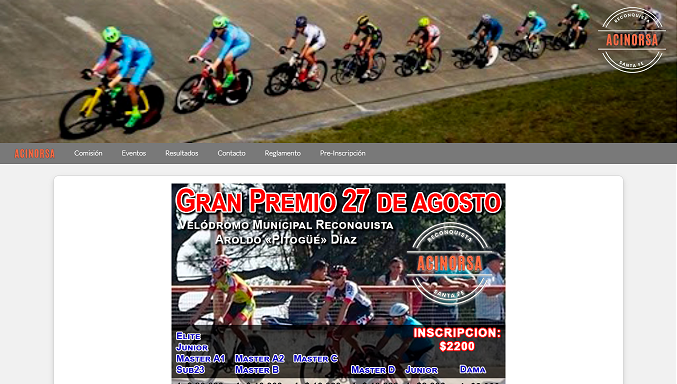 RECONQUISTA
ACINORSA
SANTA FE
ACINORSA Comisión Eventos Resultados Contacto Reglamento Pre-Inscripción
Gran Premio 27 de agosto
Velódromo Municipal Reconquista
Aroldo «Pitogüé» Díaz
RECONQUISTA
ACINORSA
SANTA FE
INSCRIPCION:
$2200
Elite
Junior
Master A1 Master A2 Master C
Sub23 Master B Master D Junior Dama